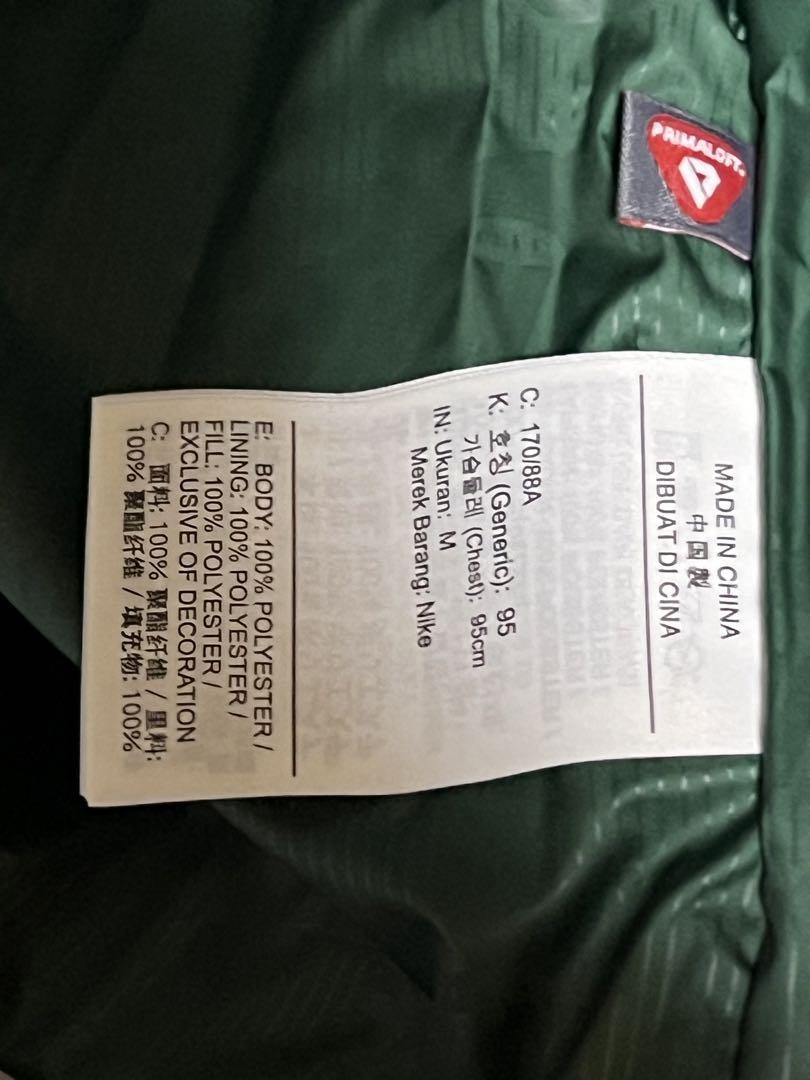 PRIMALOFT
MADE IN CHINA
中国製
DIBUAT DI CINA
C: 170/88A
K: 호칭 (Generic): 95
가슴둘레 (Chest): 95cm
IN: Ukuran: M
Merek Barang: Nike
E: BODY: 100% POLYESTER /
LINING: 100% POLYESTER /
FILL: 100% POLYESTER /
EXCLUSIVE OF DECORATION
C: 面料: 100% 聚酯纤维 / 里料:
100% 聚酯纤维 / 填充物: 100%